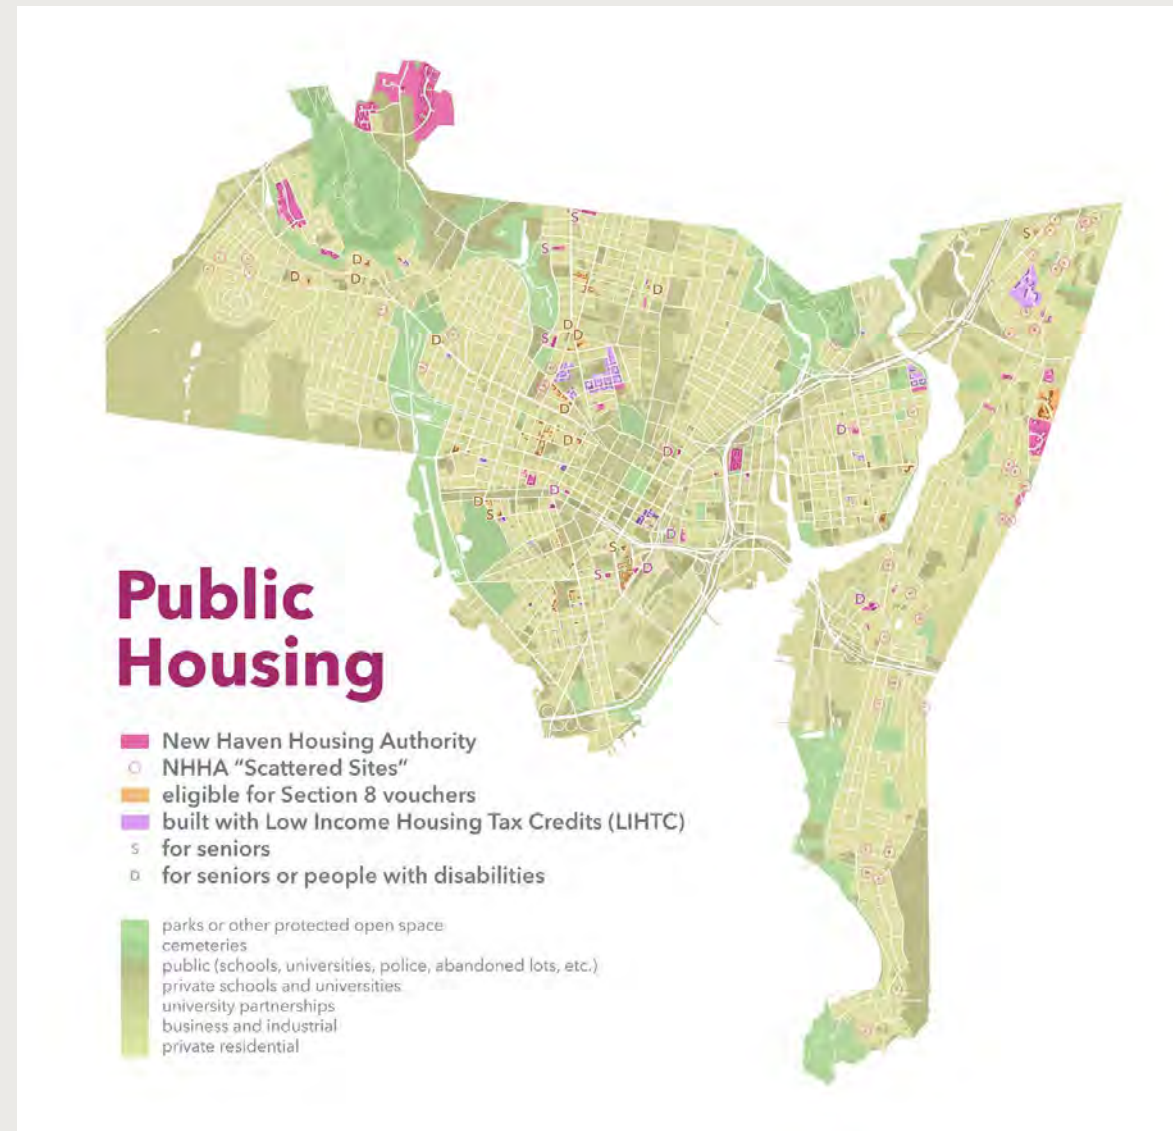 Public
Housing
New Haven Housing Authority
NHHA "Scattered Sites"
eligible for Section 8 vouchers
built with Low Income Housing Tax Credits (LIHTC)
S for seniors
D for seniors or people with disabilities
parks or other protected open space
cemeteries
public (schools, universities, police, abandoned lots, etc.)
private schools and universities
university partnerships
business and industrial
private residential
S
S
S
D
D
D
D
D
D
D
S
D
D
D
D
D
D
D
S
D
S
S
D
D